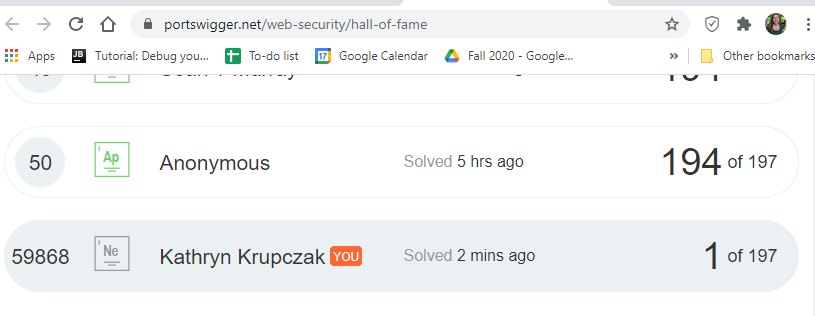 portswigger.net/web-security/hall-of-fame
Apps JB Tutorial: Debug you... To-do list 17 Google Calendar Fall 2020 - Google... » Other bookmarks
50 Ap Anonymous Solved 5 hrs ago 194 of 197
59868 Ne Kathryn Krupczak YOU Solved 2 mins ago 1 of 197